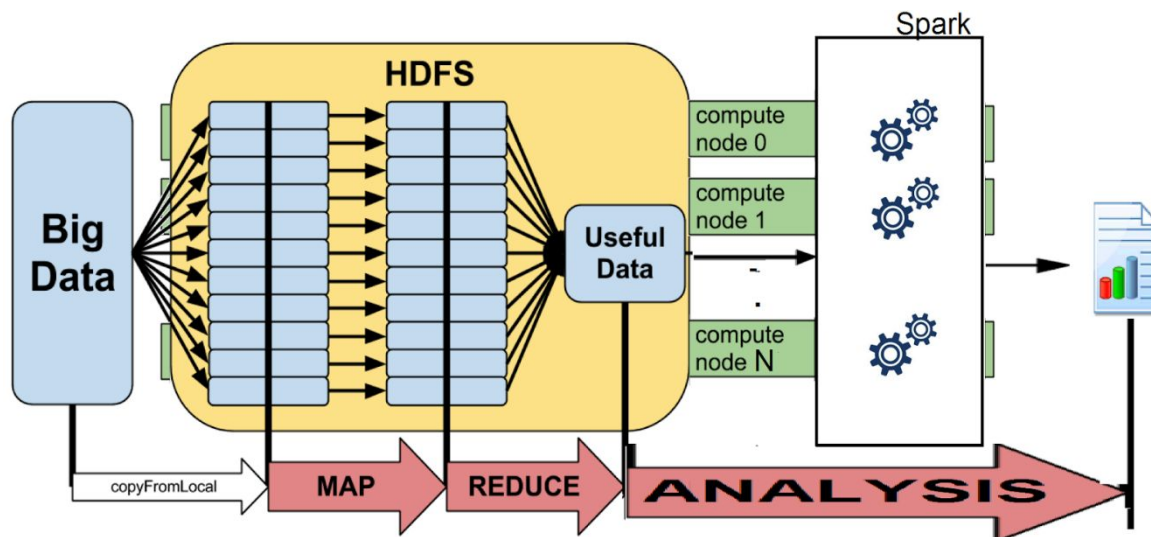 Spark
HDFS
Big
Data
compute
node 0
compute
node 1
Useful
Data
compute
node N
copyFromLocal
MAP
REDUCE
ANALYSIS